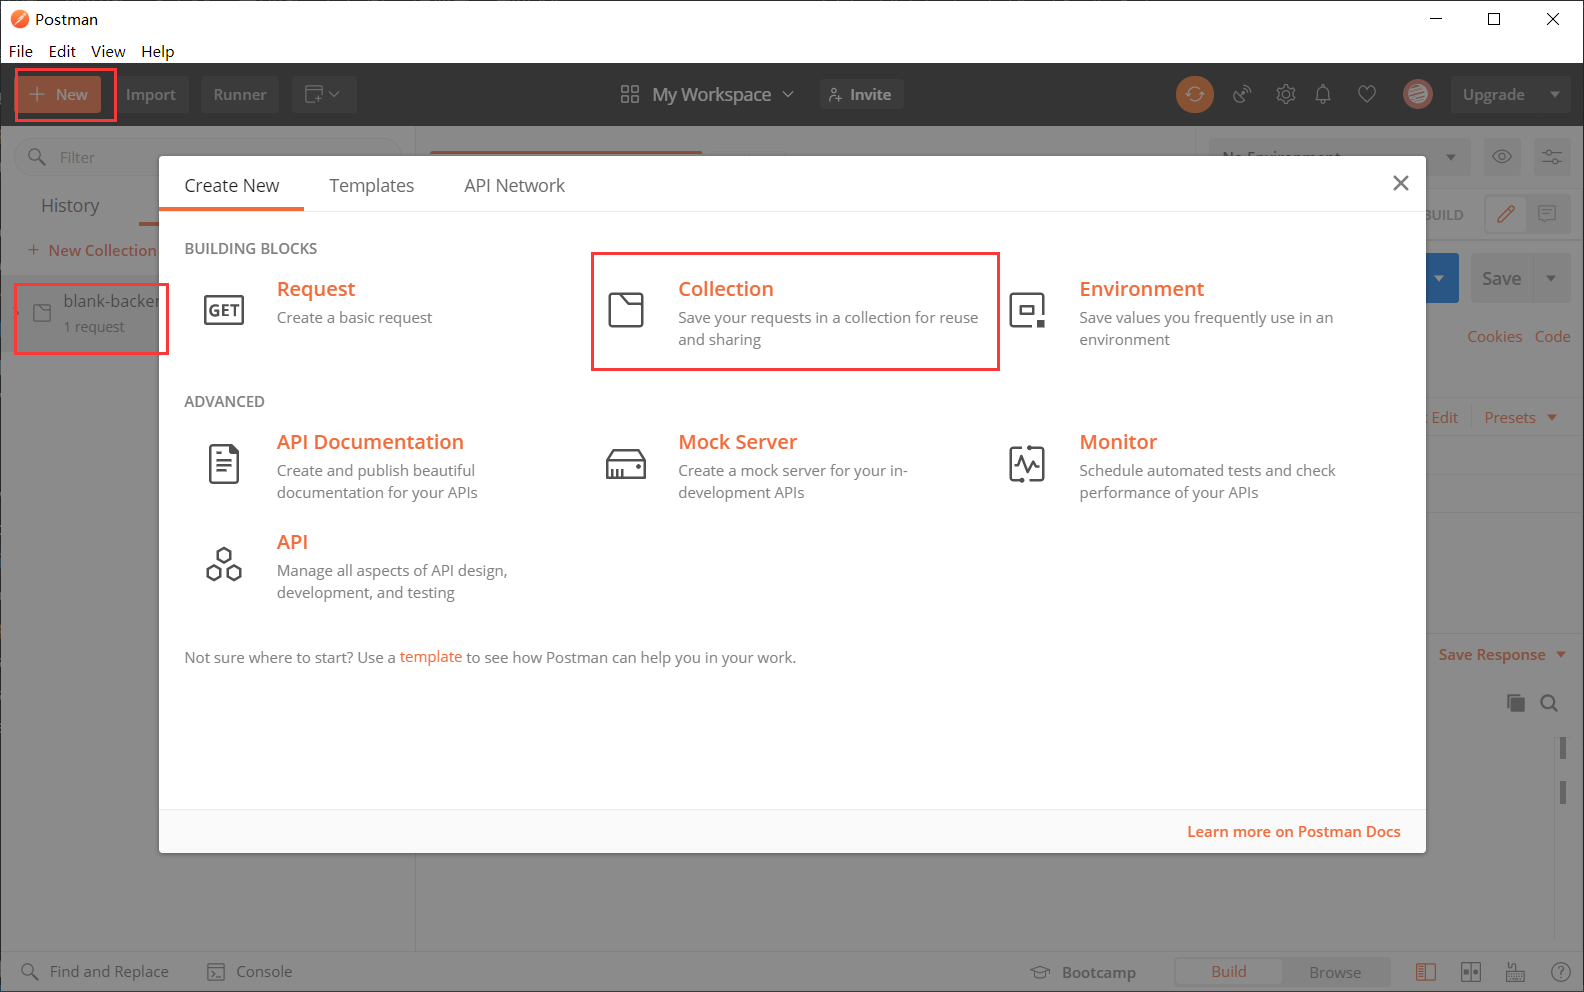 Postman
File Edit View Help
New Import Runner My Workspace Invite Upgrade
Filter
No Environment
Create New Templates API Network
History
BUILD
New Collection
BUILDING BLOCKS
Save
Request
Create a basic request
Collection
Save your requests in a collection for reuse
and sharing
Environment
Save values you frequently use in an
environment
GET
1 request
Cookies Code
ADVANCED
Edit Presets
API Documentation
Create and publish beautiful
documentation for your APIs
Mock Server
Create a mock server for your in-
development APIs
Monitor
Schedule automated tests and check
performance of your APIs
API
Manage all aspects of API design,
development, and testing
Not sure where to start? Use a template to see how Postman can help you in your work.
Save Response
Learn more on Postman Docs
Find and Replace Console Bootcamp Build Browse